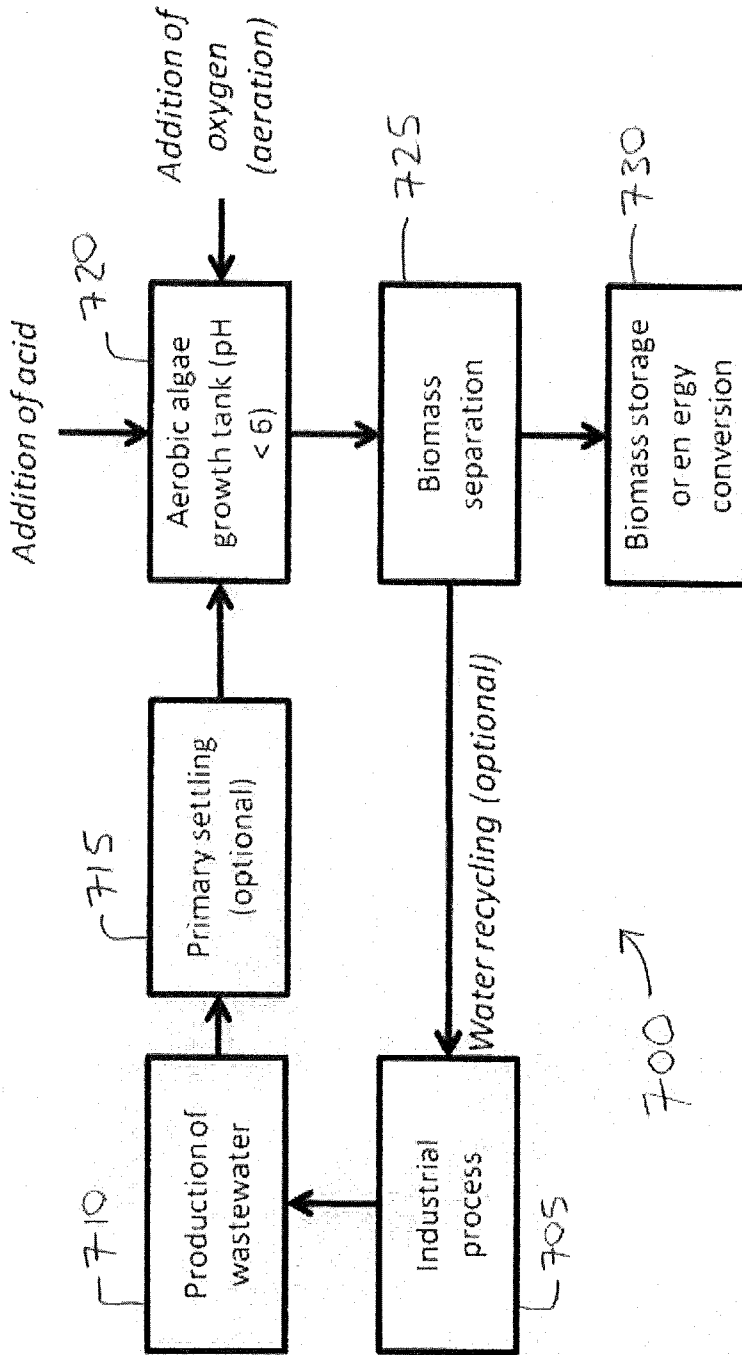 Addition of acid
720
Addition of
oxygen
(aeration)
710
Production of
wastewater
715
Primary settling
(optional)
Aerobic algae
growth tank (pH
< 6)
Industrial
process
705
Water recycling (optional)
Biomass
separation
725
700
Biomass storage
or en ergy
conversion
730